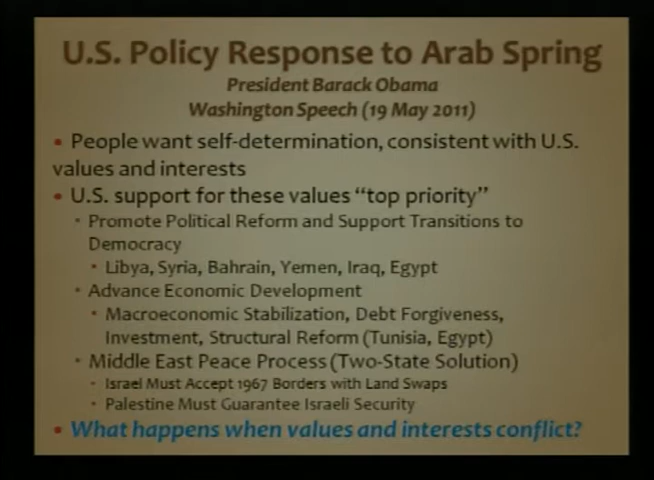 U.S. Policy Response to Arab Spring
President Barack Obama
Washington Speech (19 May 2011)
• People want self-determination, consistent with U.S.
values and interests
• U.S. support for these values “top priority”
• Promote Political Reform and Support Transitions to
Democracy
• Libya, Syria, Bahrain, Yemen, Iraq, Egypt
• Advance Economic Development
• Macroeconomic Stabilization, Debt Forgiveness,
Investment, Structural Reform (Tunisia, Egypt)
• Middle East Peace Process (Two-State Solution)
• Israel Must Accept 1967 Borders with Land Swaps
• Palestine Must Guarantee Israeli Security
• What happens when values and interests conflict?